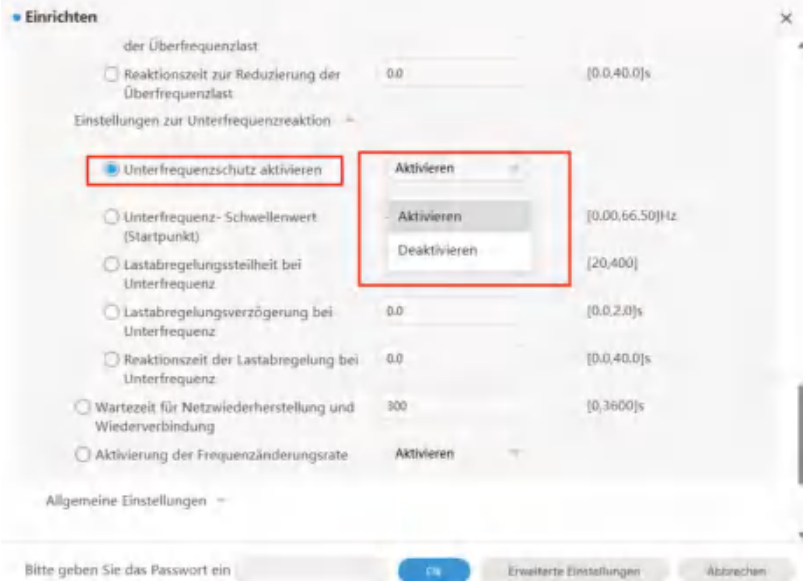 Einrichten
der Überfrequenzlast
Reaktionszeit zur Reduzierung der 0.0 [0.0,40.0]s
Überfrequenzlast
Einstellungen zur Unterfrequenzreaktion
Unterfrequenzschutz aktivieren Aktivieren
Unterfrequenz- Schwellenwert Aktivieren [0.00,66.50]Hz
(Startpunkt)
Deaktivieren
Lastabregelungssteilheit bei [20,400]
Unterfrequenz
Lastabregelungsverzögerung bei 0.0 [0.0,2.0]s
Unterfrequenz
Reaktionszeit der Lastabregelung bei 0.0 [0.0,40.0]s
Unterfrequenz
Wartezeit für Netzwiederherstellung und 300 [0,3600]s
Wiederverbindung
Aktivierung der Frequenzänderungsrate Aktivieren
Allgemeine Einstellungen
Bitte geben Sie das Passwort ein Ok Erweiterte Einstellungen Abbrechen